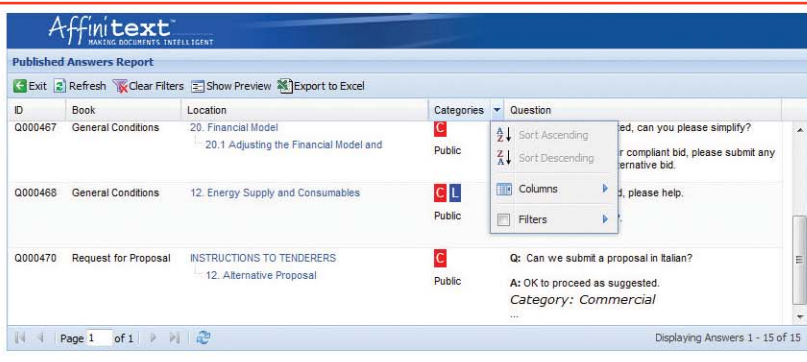 Affinitext™
MAKING DOCUMENTS INTELLIGENT
Published Answers Report
Exit Refresh Clear Filters Show Preview Export to Excel
ID Book Location Categories Question
Q000467 General Conditions 20. Financial Model C ted, can you please simplify?
20.1 Adjusting the Financial Model and Public r compliant bid, please submit any
ternative bid.
Sort Ascending
Sort Descending
Columns
Filters
Q000468 General Conditions 12. Energy Supply and Consumables C L d, please help.
Public
Q000470 Request for Proposal INSTRUCTIONS TO TENDERERS C Q: Can we submit a proposal in Italian?
12. Alternative Proposal Public A: OK to proceed as suggested.
Category: Commercial
...
Page 1 of 1 Displaying Answers 1 - 15 of 15